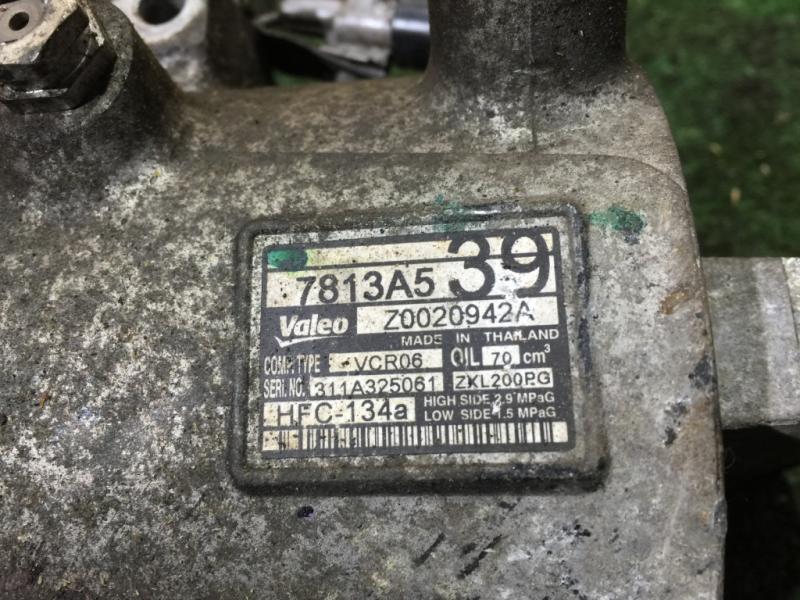 7813A5 39
Valeo Z0020942A
MADE IN THAILAND
COMP. TYPE VCR06 OIL 70 cm³
SERI. NO. 311A325061 ZKL200PG
HFC-134a HIGH SIDE 2.9 MPaG
LOW SIDE 1.5 MPaG